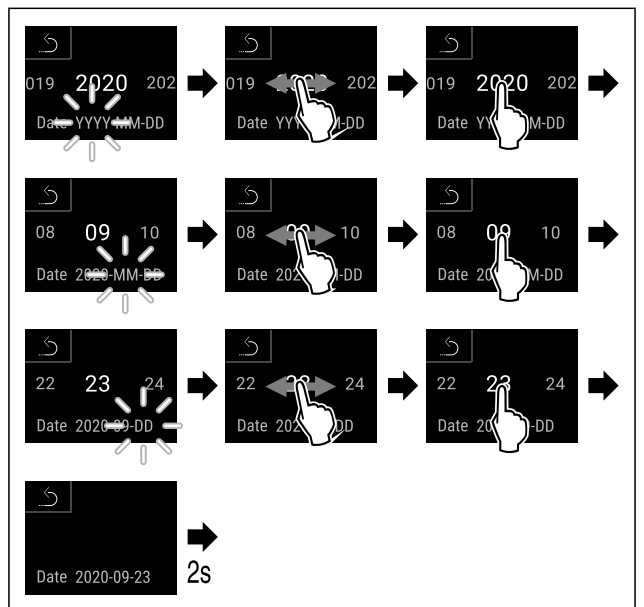 019 2020 202
Date YYYY-MM-DD
019 2020 202
Date YYY M-DD
019 2020 202
Date YY M-DD
08 09 10
Date 2020-MM-DD
08 10
Date 202 -DD
08 09 10
Date 20 M-DD
22 23 24
Date 2020-09-DD
22 23 24
Date 202 DD
22 23 24
Date 20 -DD
Date 2020-09-23
2s